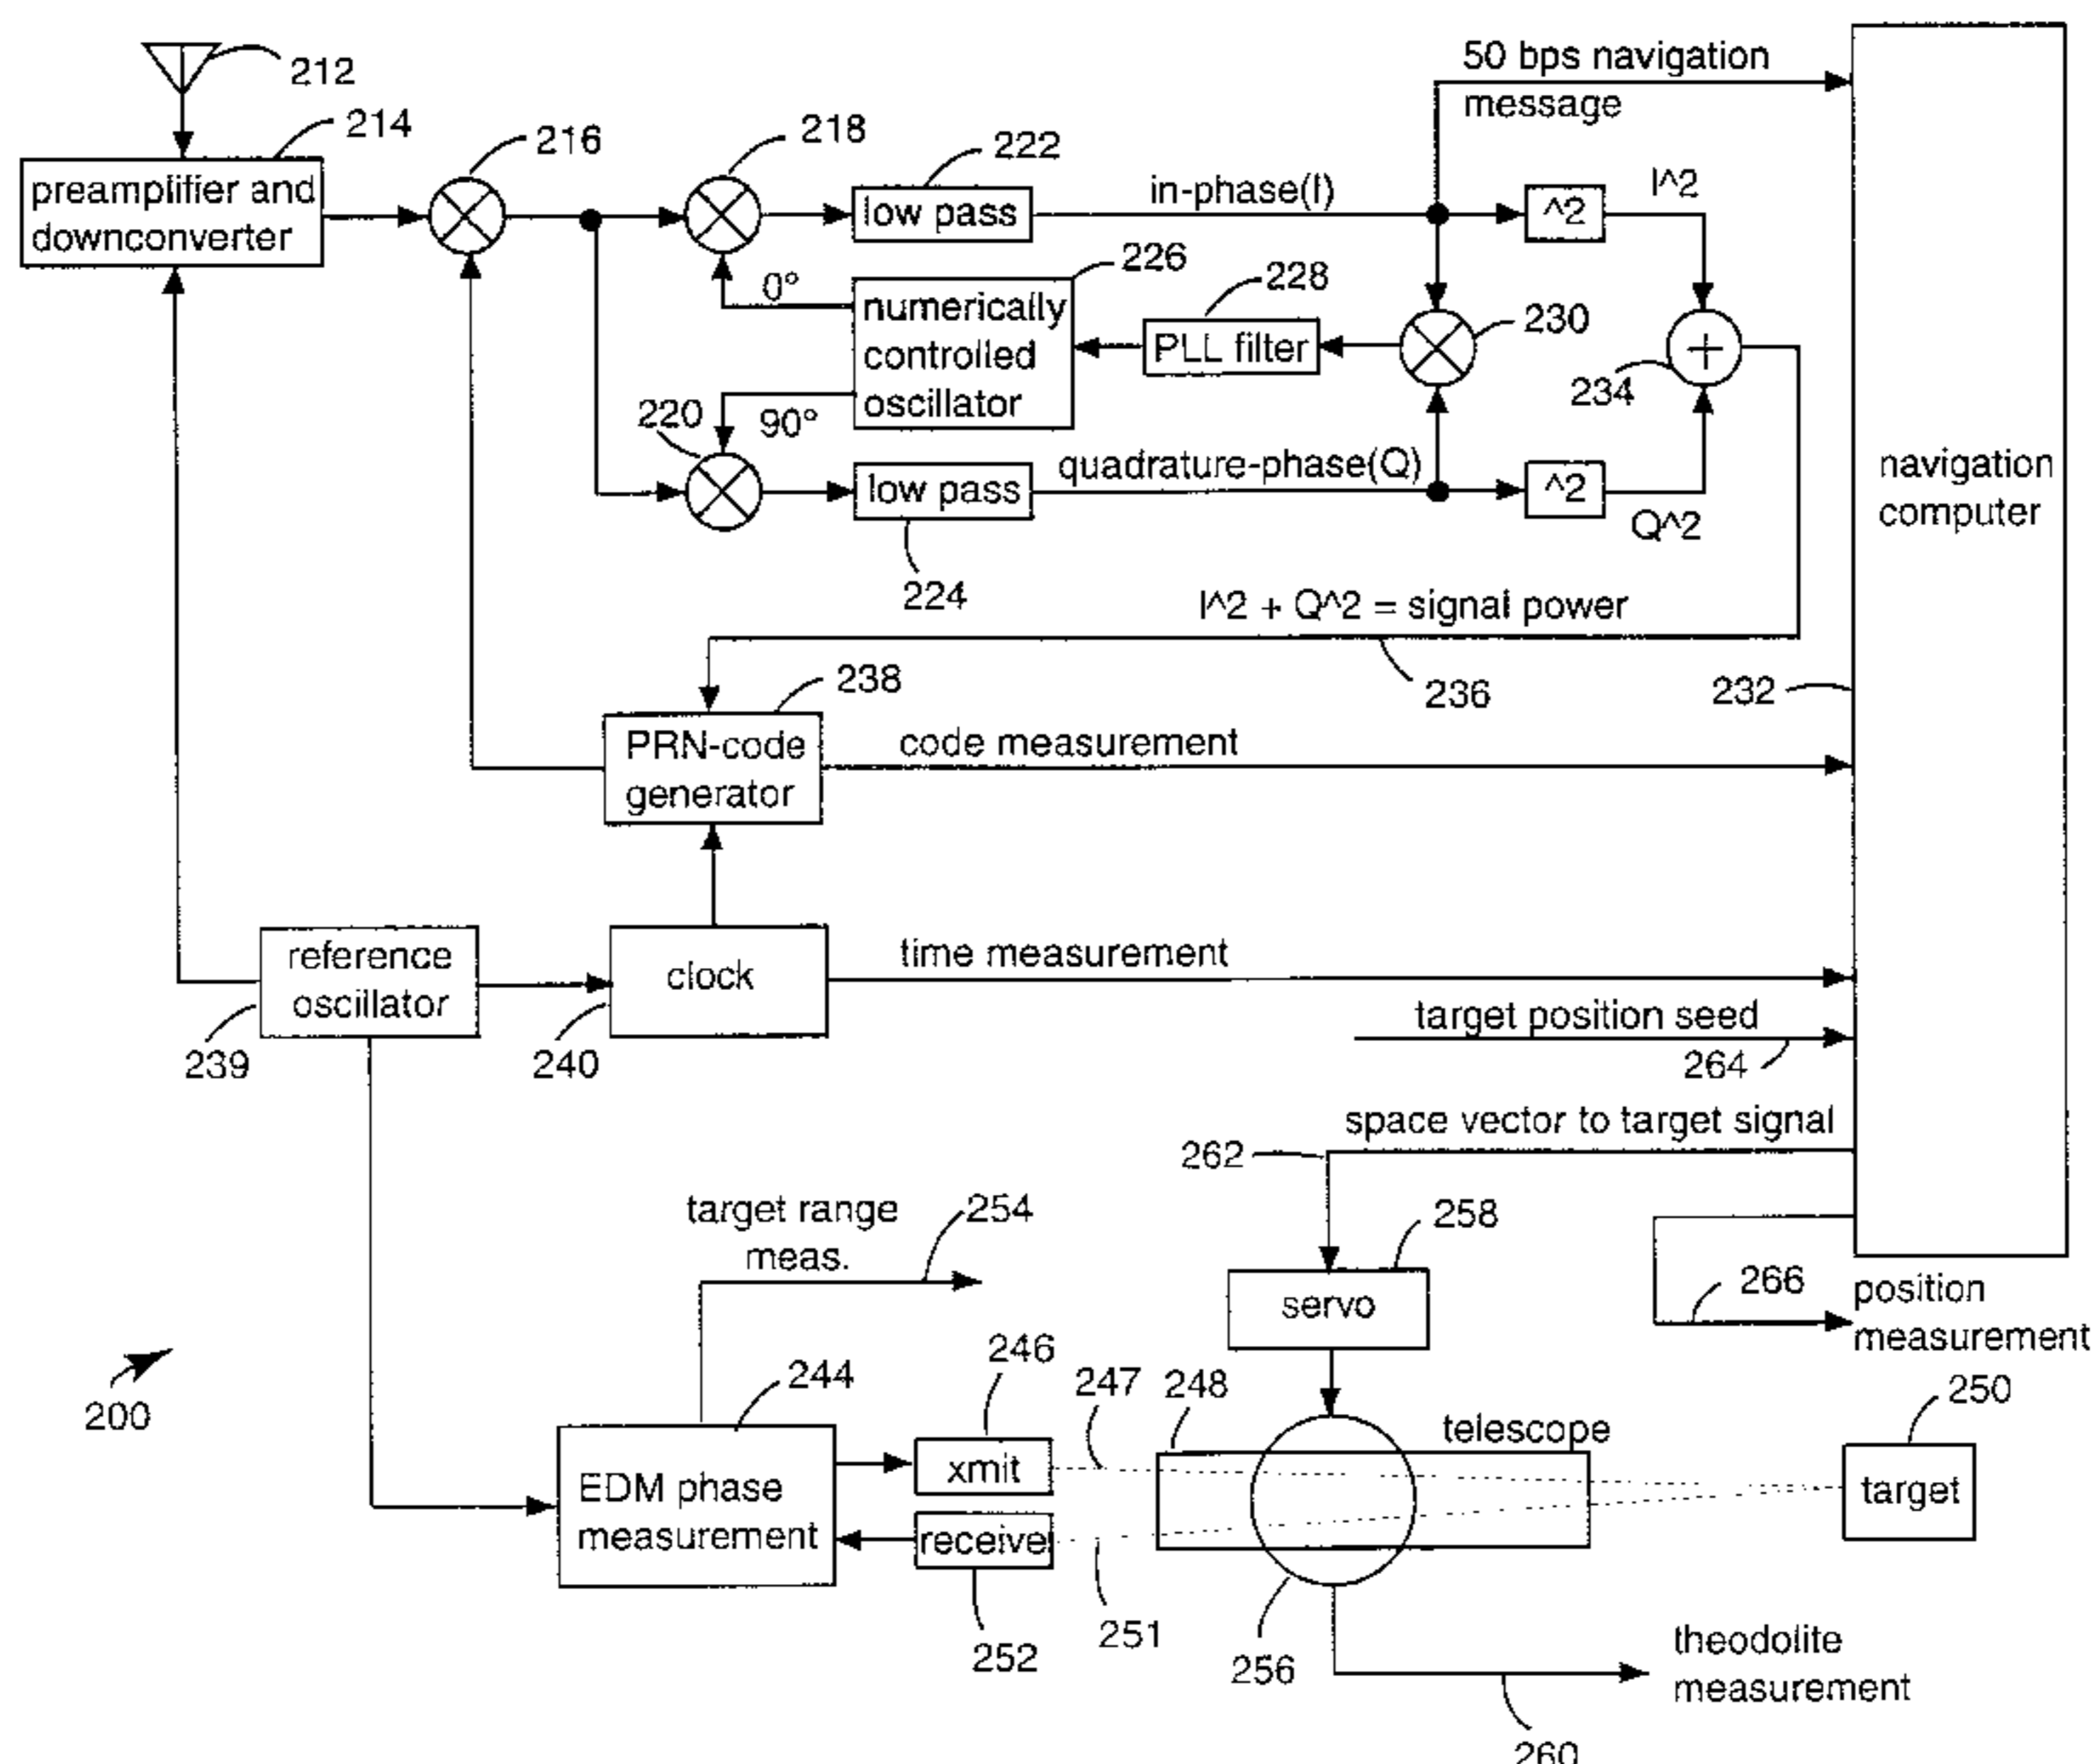 212
214
preamplifier and
downconverter
216
218
222
low pass
in-phase(I)
50 bps navigation
message
^2
I^2
0°
226
numerically
controlled
oscillator
228
PLL filter
230
234
+
220
90°
low pass
224
quadrature-phase(Q)
^2
Q^2
navigation
computer
I^2 + Q^2 = signal power
236
232
238
PRN-code
generator
code measurement
reference
oscillator
239
clock
240
time measurement
target position seed
264
space vector to target signal
262
target range
meas.
254
258
servo
266
position
measurement
200
244
EDM phase
measurement
246
xmit
247
248
telescope
250
target
receive
252
251
256
theodolite
measurement
260